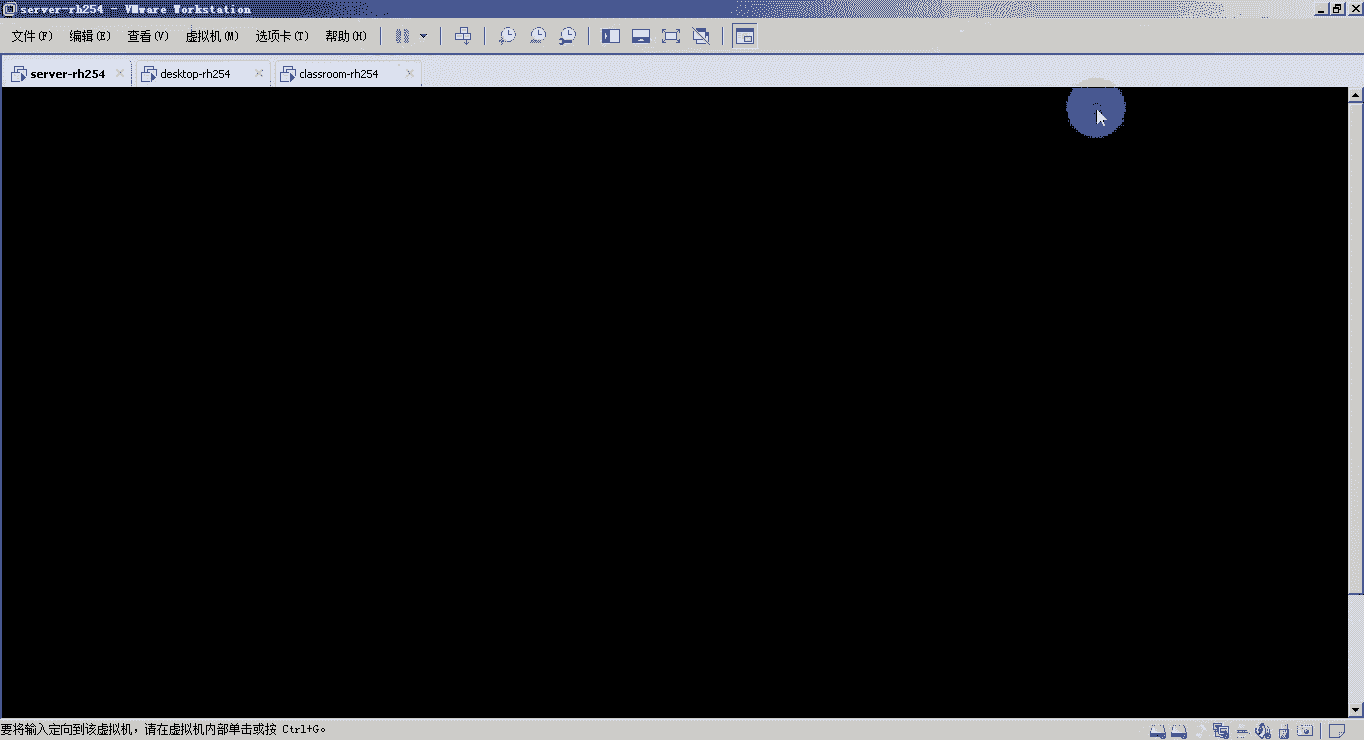 server-rh254 - VMware Workstation
文件(F) 编辑(E) 查看(V) 虚拟机(M) 选项卡(T) 帮助(H)
server-rh254 desktop-rh254 classroom-rh254
要将输入定向到该虚拟机，请在虚拟机内部单击或按 Ctrl+G。